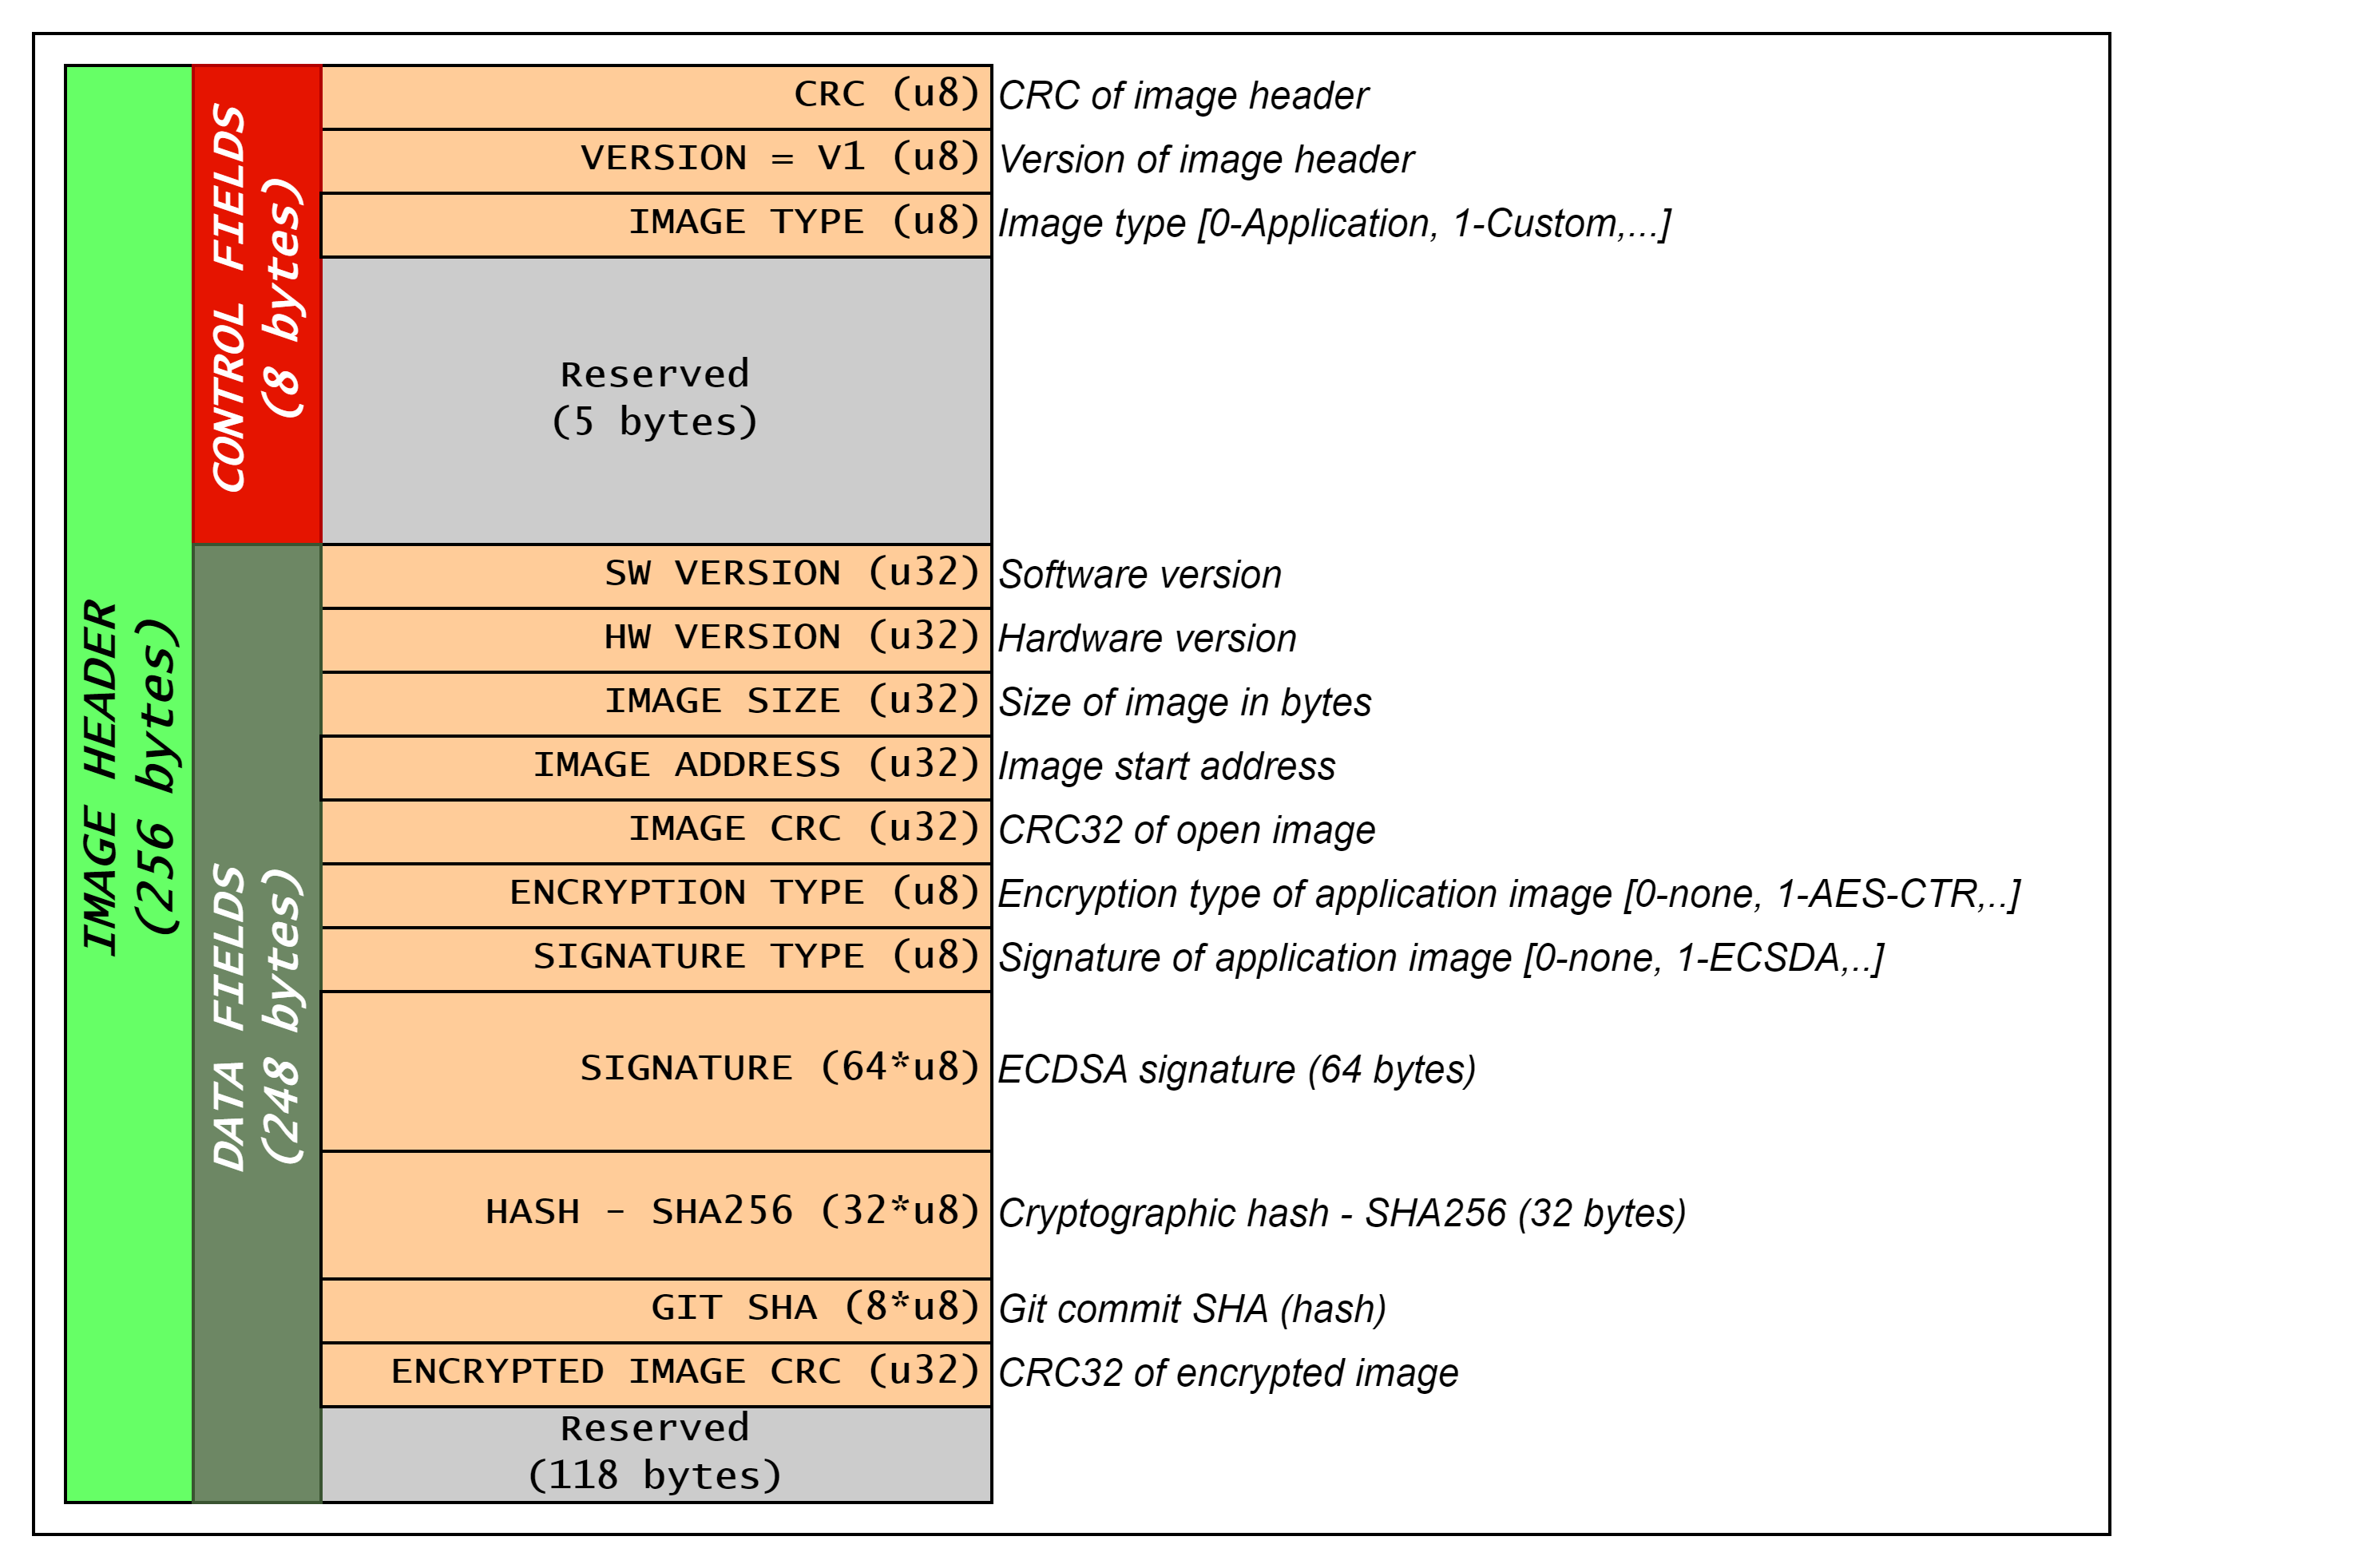 IMAGE HEADER
(256 bytes)
CONTROL FIELDS
(8 bytes)
CRC (u8) CRC of image header
VERSION = V1 (u8) Version of image header
IMAGE TYPE (u8) Image type [0-Application, 1-Custom,...]
Reserved
(5 bytes)
DATA FIELDS
(248 bytes)
SW VERSION (u32) Software version
HW VERSION (u32) Hardware version
IMAGE SIZE (u32) Size of image in bytes
IMAGE ADDRESS (u32) Image start address
IMAGE CRC (u32) CRC32 of open image
ENCRYPTION TYPE (u8) Encryption type of application image [0-none, 1-AES-CTR,..]
SIGNATURE TYPE (u8) Signature of application image [0-none, 1-ECSDA,..]
SIGNATURE (64*u8) ECDSA signature (64 bytes)
HASH - SHA256 (32*u8) Cryptographic hash - SHA256 (32 bytes)
GIT SHA (8*u8) Git commit SHA (hash)
ENCRYPTED IMAGE CRC (u32) CRC32 of encrypted image
Reserved
(118 bytes)